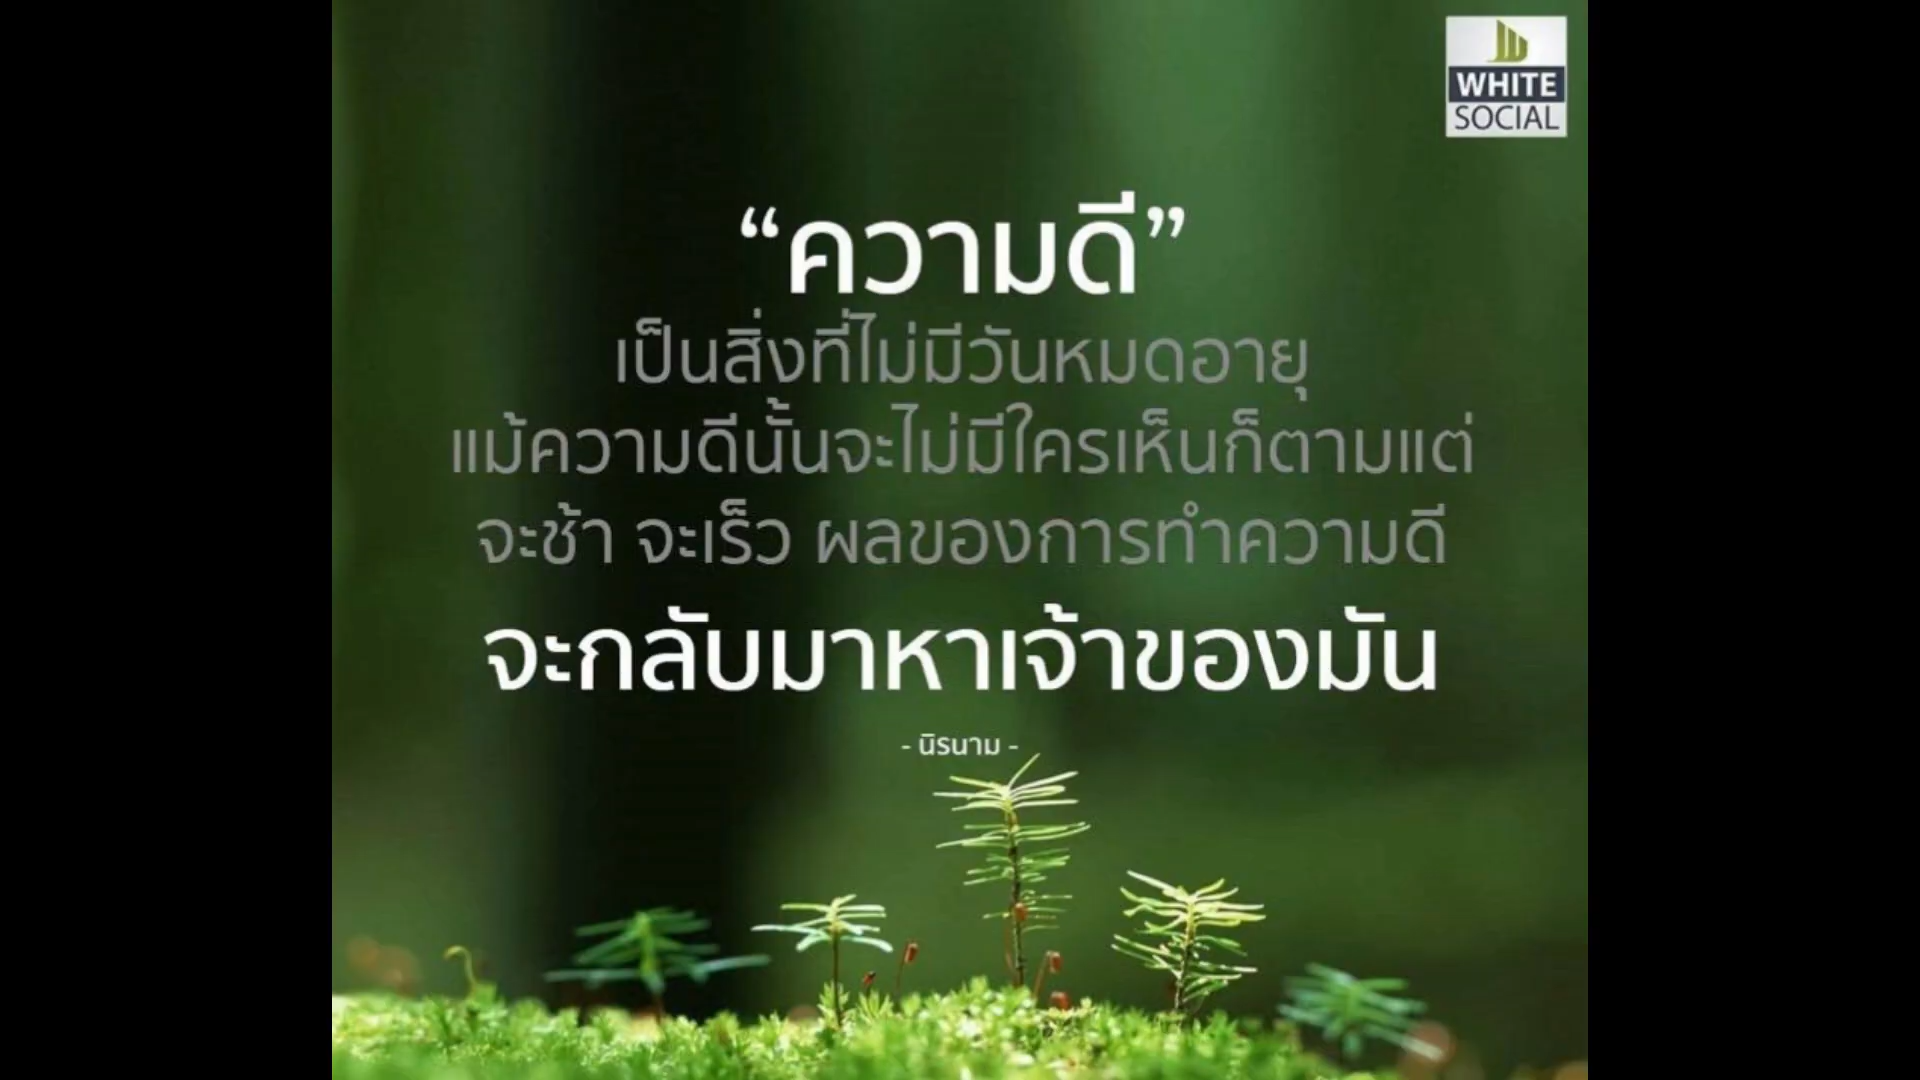 WHITE
SOCIAL
“ความดี”
เป็นสิ่งที่ไม่มีวันหมดอายุ
แม้ความดีนั้นจะไม่มีใครเห็นก็ตามแต่
จะช้า จะเร็ว ผลของการทำความดี
จะกลับมาหาเจ้าของมัน
- นิรนาม -